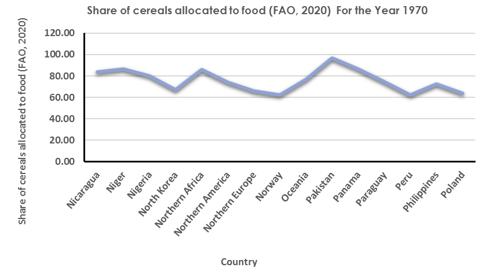 Share of cereals allocated to food (FAO, 2020)  For the Year 1970
Share of cereals allocated to food (FAO, 2020)
120.00
100.00
80.00
60.00
40.00
20.00
0.00
Nicaragua
Niger
Nigeria
North Korea
Northern Africa
Northern America
Northern Europe
Norway
Oceania
Pakistan
Panama
Paraguay
Peru
Philippines
Poland
Country